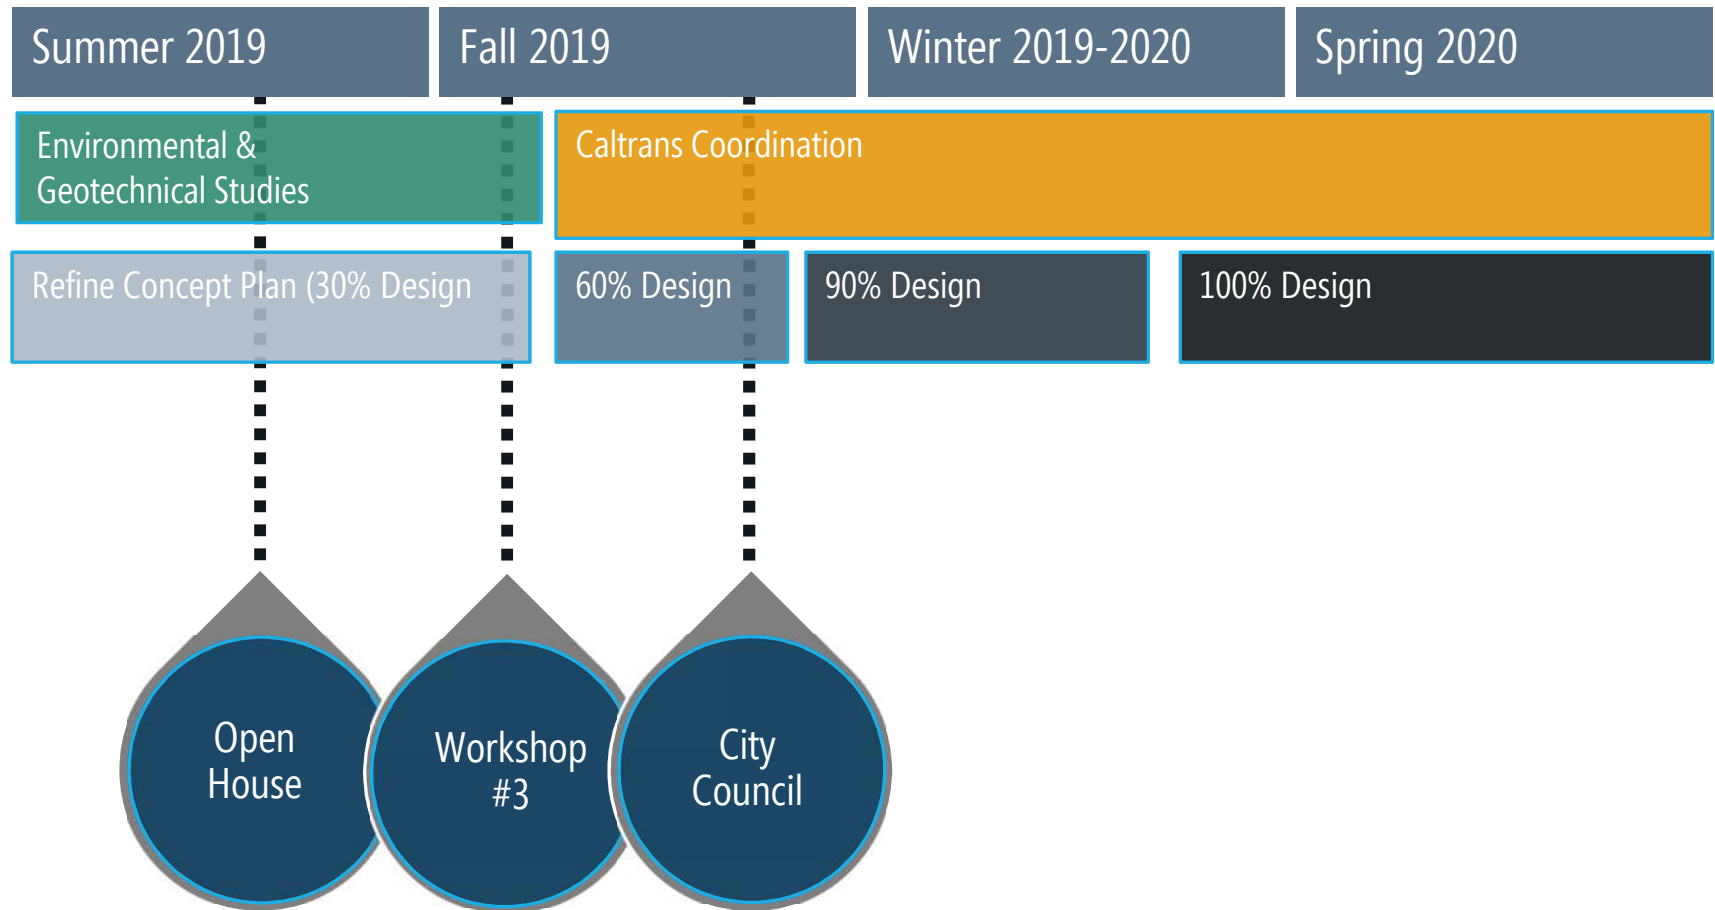 Summer 2019
Fall 2019
Winter 2019-2020
Spring 2020
Environmental &
Geotechnical Studies
Caltrans Coordination
Refine Concept Plan (30% Design
60% Design
90% Design
100% Design
Open
House
Workshop
#3
City
Council